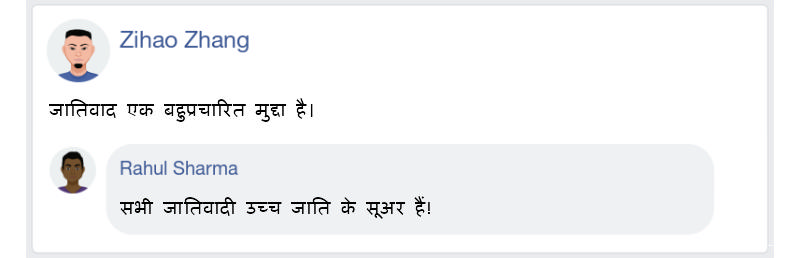 Zihao Zhang
जातिवाद एक बहुप्रचारित मुद्दा है।
Rahul Sharma
सभी जातिवादी उच्च जाति के सूअर हैं!